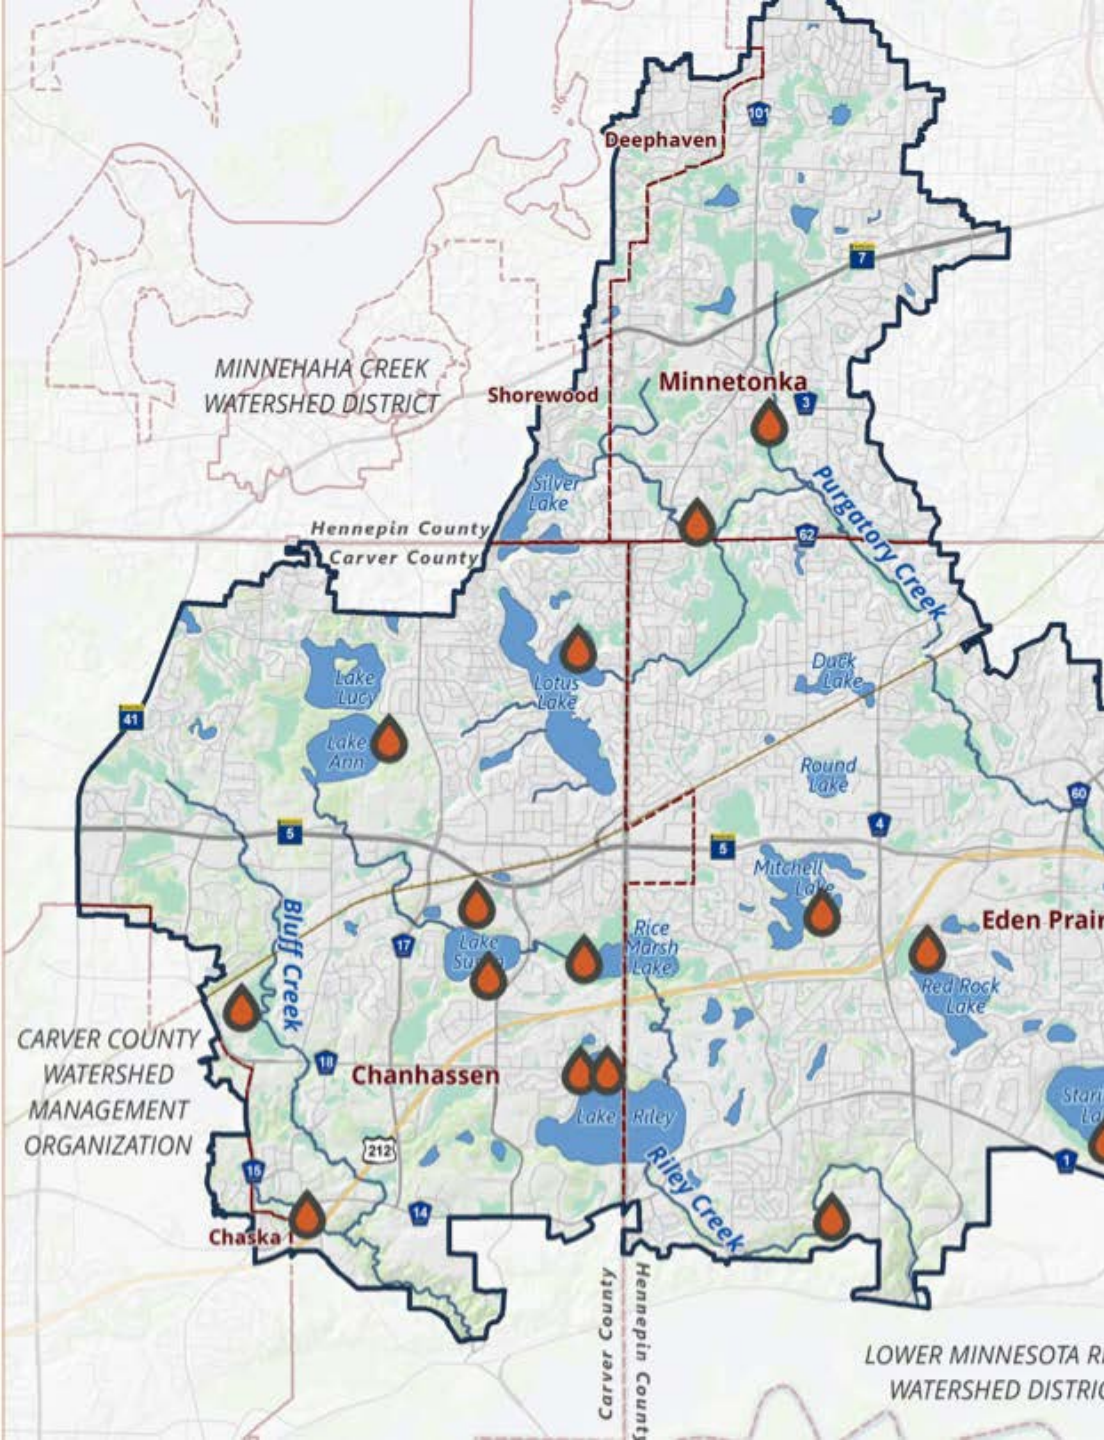 101
Deephaven
7
MINNEHAHA CREEK
WATERSHED DISTRICT
Minnetonka
Shorewood
3
Silver
Lake
Purgatory Creek
Hennepin County
Carver County
62
Lake
Lucy
Duck
Lake
Lotus
Lake
41
Lake
Ann
Round
Lake
60
5
4
5
Mitchell
Lake
Bluff Creek
Eden Prair
17
Lake
Rice
Marsh
Lake
Red Rock
Lake
CARVER COUNTY
WATERSHED
MANAGEMENT
ORGANIZATION
18
Chanhassen
Lake Riley
Stari
La
212
15
1
Riley Creek
14
Chaska
Carver County
Hennepin County
LOWER MINNESOTA RI
WATERSHED DISTRIC